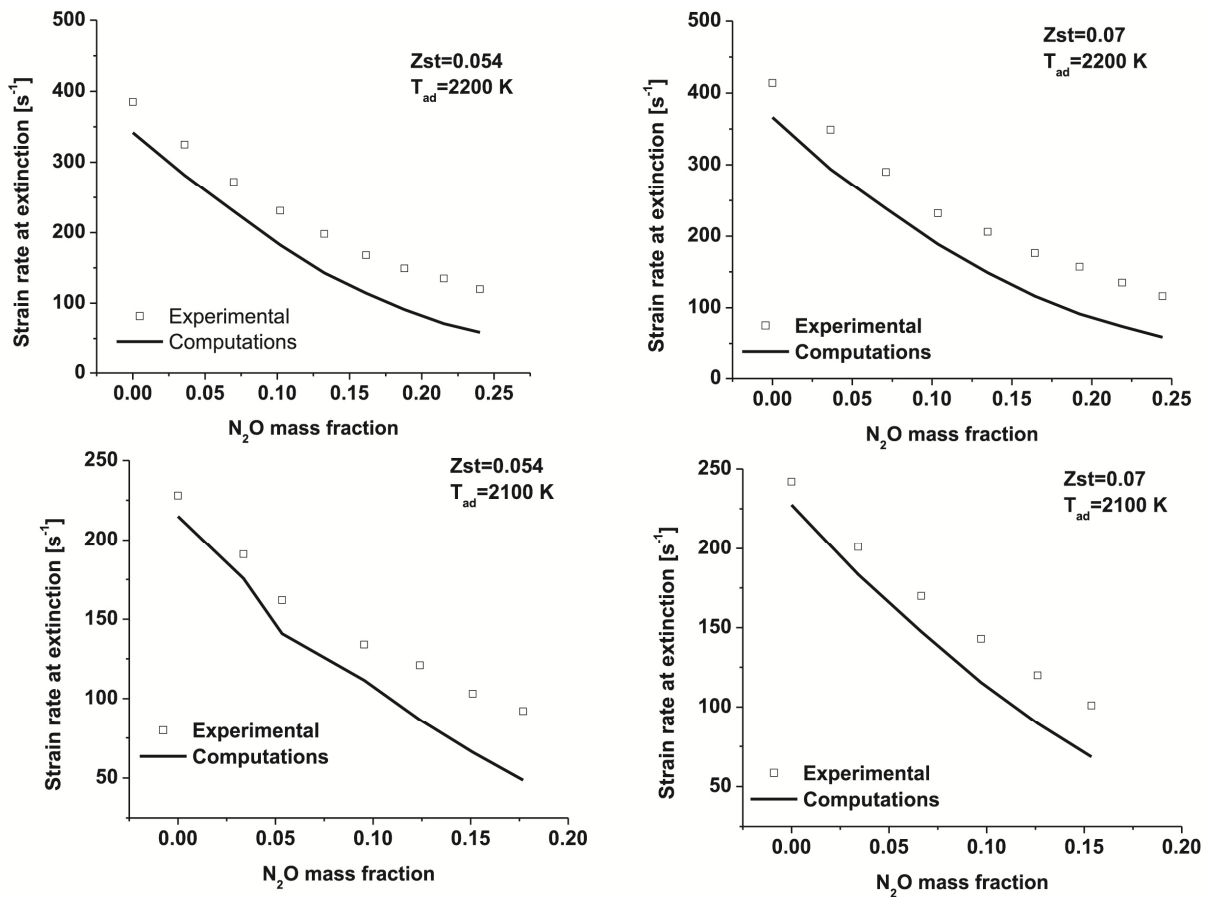 Strain rate at extinction [s⁻¹]
500
400
300
200
100
0
Zst=0.054
T_ad=2200 K
Experimental
Computations
0.00 0.05 0.10 0.15 0.20 0.25
N₂O mass fraction
Strain rate at extinction [s⁻¹]
500
400
300
200
100
0
Zst=0.07
T_ad=2200 K
Experimental
Computations
0.00 0.05 0.10 0.15 0.20 0.25
N₂O mass fraction
Strain rate at extinction [s⁻¹]
250
200
150
100
50
Zst=0.054
T_ad=2100 K
Experimental
Computations
0.00 0.05 0.10 0.15 0.20
N₂O mass fraction
Strain rate at extinction [s⁻¹]
250
200
150
100
50
Zst=0.07
T_ad=2100 K
Experimental
Computations
0.00 0.05 0.10 0.15 0.20
N₂O mass fraction